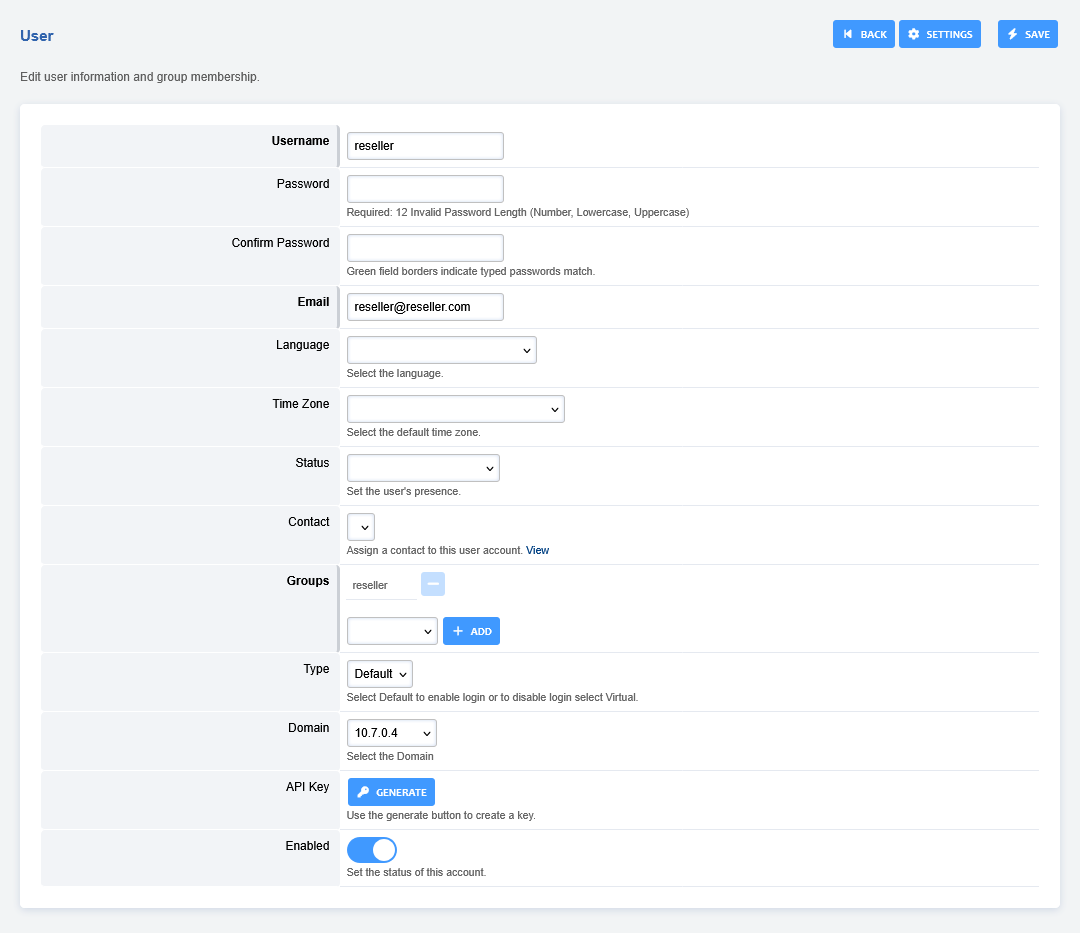 User
BACK
SETTINGS
SAVE
Edit user information and group membership.
Username
reseller
Password
Required: 12 Invalid Password Length (Number, Lowercase, Uppercase)
Confirm Password
Green field borders indicate typed passwords match.
Email
reseller@reseller.com
Language
Select the language.
Time Zone
Select the default time zone.
Status
Set the user's presence.
Contact
Assign a contact to this user account. View
Groups
reseller
ADD
Type
Default
Select Default to enable login or to disable login select Virtual.
Domain
10.7.0.4
Select the Domain
API Key
GENERATE
Use the generate button to create a key.
Enabled
Set the status of this account.